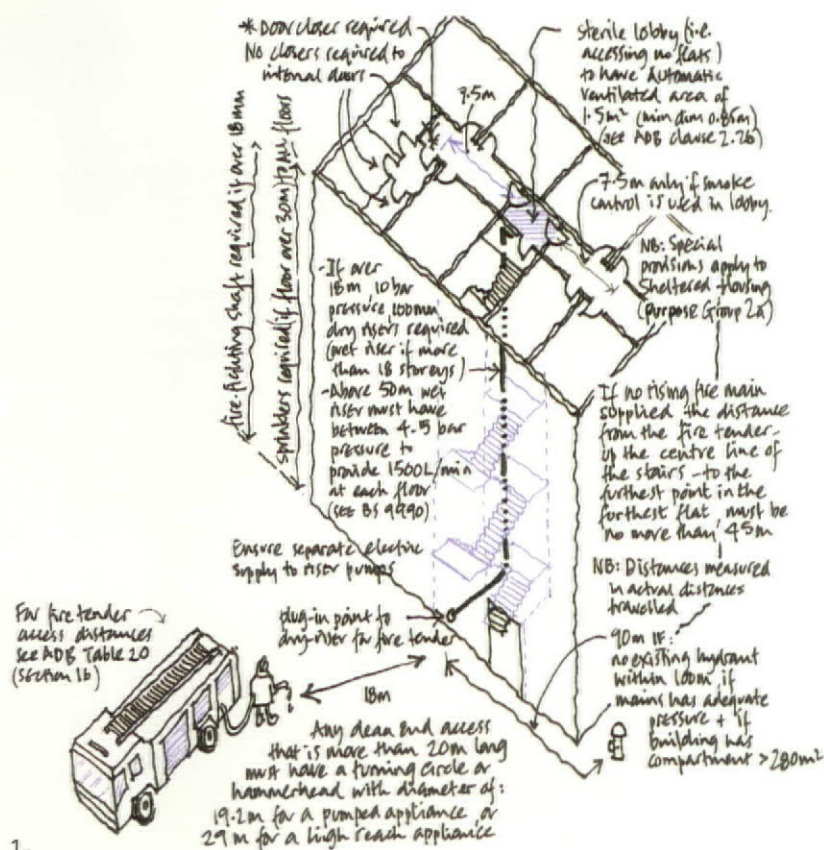 * Door closer required
No closers required to
internal doors
sterile lobby (i.e.
accessing no flats)
to have automatic
ventilated area of
1.5m² (min dim 0.85m)
(see ADB clause 2.26)
7.5m
7.5m only if smoke
control is used in lobby.
NB: Special
provisions apply to
Sheltered Housing
(purpose Group 2a)
fire-fighting shaft required if over 18mm
sprinklers required (if floor over 30m) to ALL floors
- If over
18m 10 bar
pressure, 100mm
dry risers required
(wet riser if more
than 18 storeys)
- Above 50m wet
riser must have
between 4-5 bar
pressure to
provide 1500L/min
at each floor
(SEE BS 9990)
If no rising fire main
supplied the distance
from the fire tender-
up the centre line of
the stairs - to the
furthest point in the
furthest flat, must be
no more than 45m
NB: Distances measured
in actual distances
travelled
Ensure separate electric
supply to riser pumps
plug-in point to
dry-riser for fire tender
For fire tender
access distances
see ADB Table 20
(section 16)
18m
90m IF:
no existing hydrant
within 100m, if
mains has adequate
pressure + if
building has
compartment > 280m²
Any dead end access
that is more than 20m long
must have a turning circle or
hammerhead with diameter of:
19.2m for a pumped appliance, or
29m for a high reach appliance